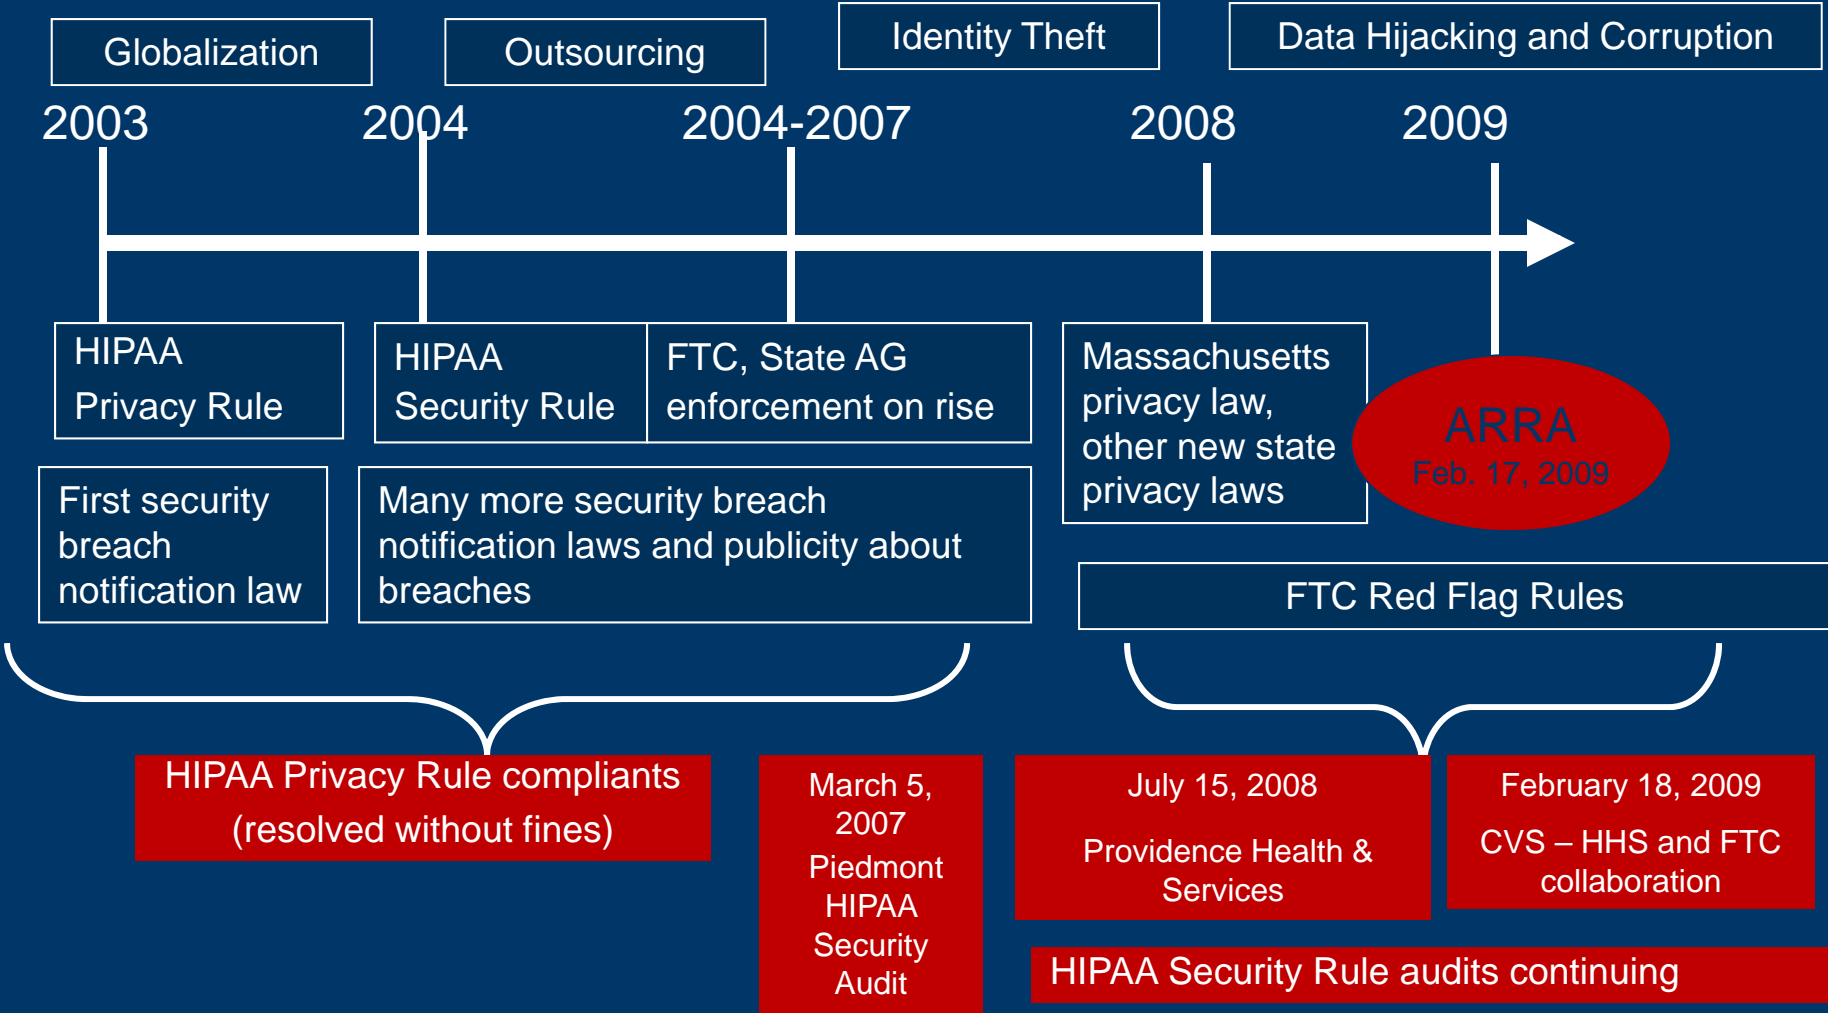 Globalization
Outsourcing
Identity Theft
Data Hijacking and Corruption
2003
2004
2004-2007
2008
2009
HIPAA
Privacy Rule
HIPAA
Security Rule
FTC, State AG
enforcement on rise
Massachusetts
privacy law,
other new state
privacy laws
ARRA
Feb. 17, 2009
First security
breach
notification law
Many more security breach
notification laws and publicity about
breaches
FTC Red Flag Rules
HIPAA Privacy Rule compliants
(resolved without fines)
March 5,
2007
Piedmont
HIPAA
Security
Audit
July 15, 2008
Providence Health &
Services
February 18, 2009
CVS – HHS and FTC
collaboration
HIPAA Security Rule audits continuing